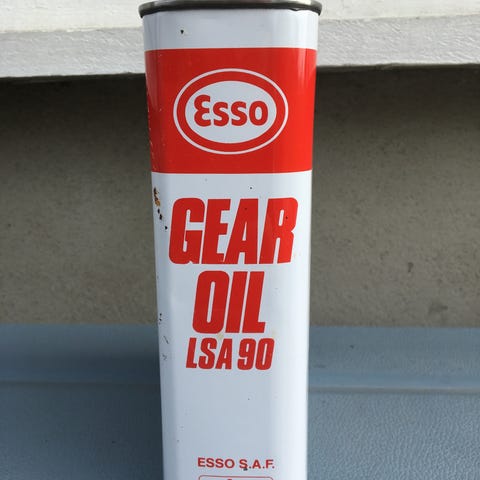 Esso
GEAR
OIL
LSA 90
ESSO S.A.F.